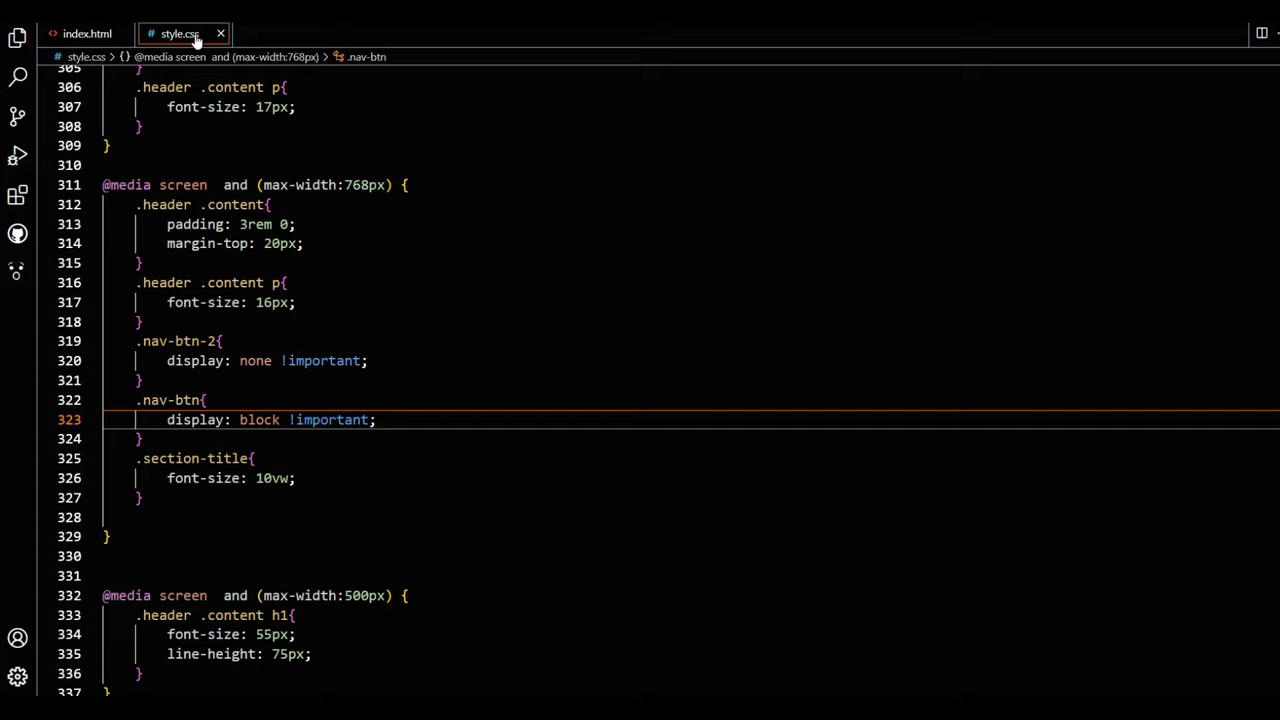 index.html
style.css
style.css > {} @media screen  and (max-width:768px) > .nav-btn
305     }
306     .header .content p{
307         font-size: 17px;
308     }
309 }
310
311 @media screen  and (max-width:768px) {
312     .header .content{
313         padding: 3rem 0;
314         margin-top: 20px;
315     }
316     .header .content p{
317         font-size: 16px;
318     }
319     .nav-btn-2{
320         display: none !important;
321     }
322     .nav-btn{
323         display: block !important;
324     }
325     .section-title{
326         font-size: 10vw;
327     }
328
329 }
330
331
332 @media screen  and (max-width:500px) {
333     .header .content h1{
334         font-size: 55px;
335         line-height: 75px;
336     }
337 }